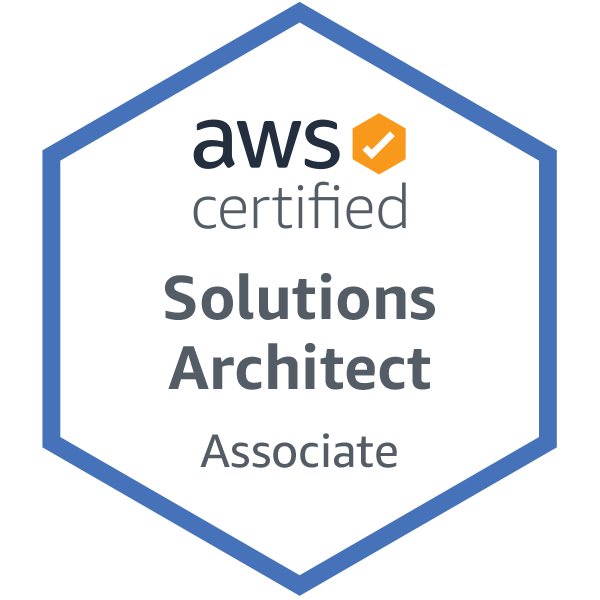 aws
certified
Solutions
Architect
Associate